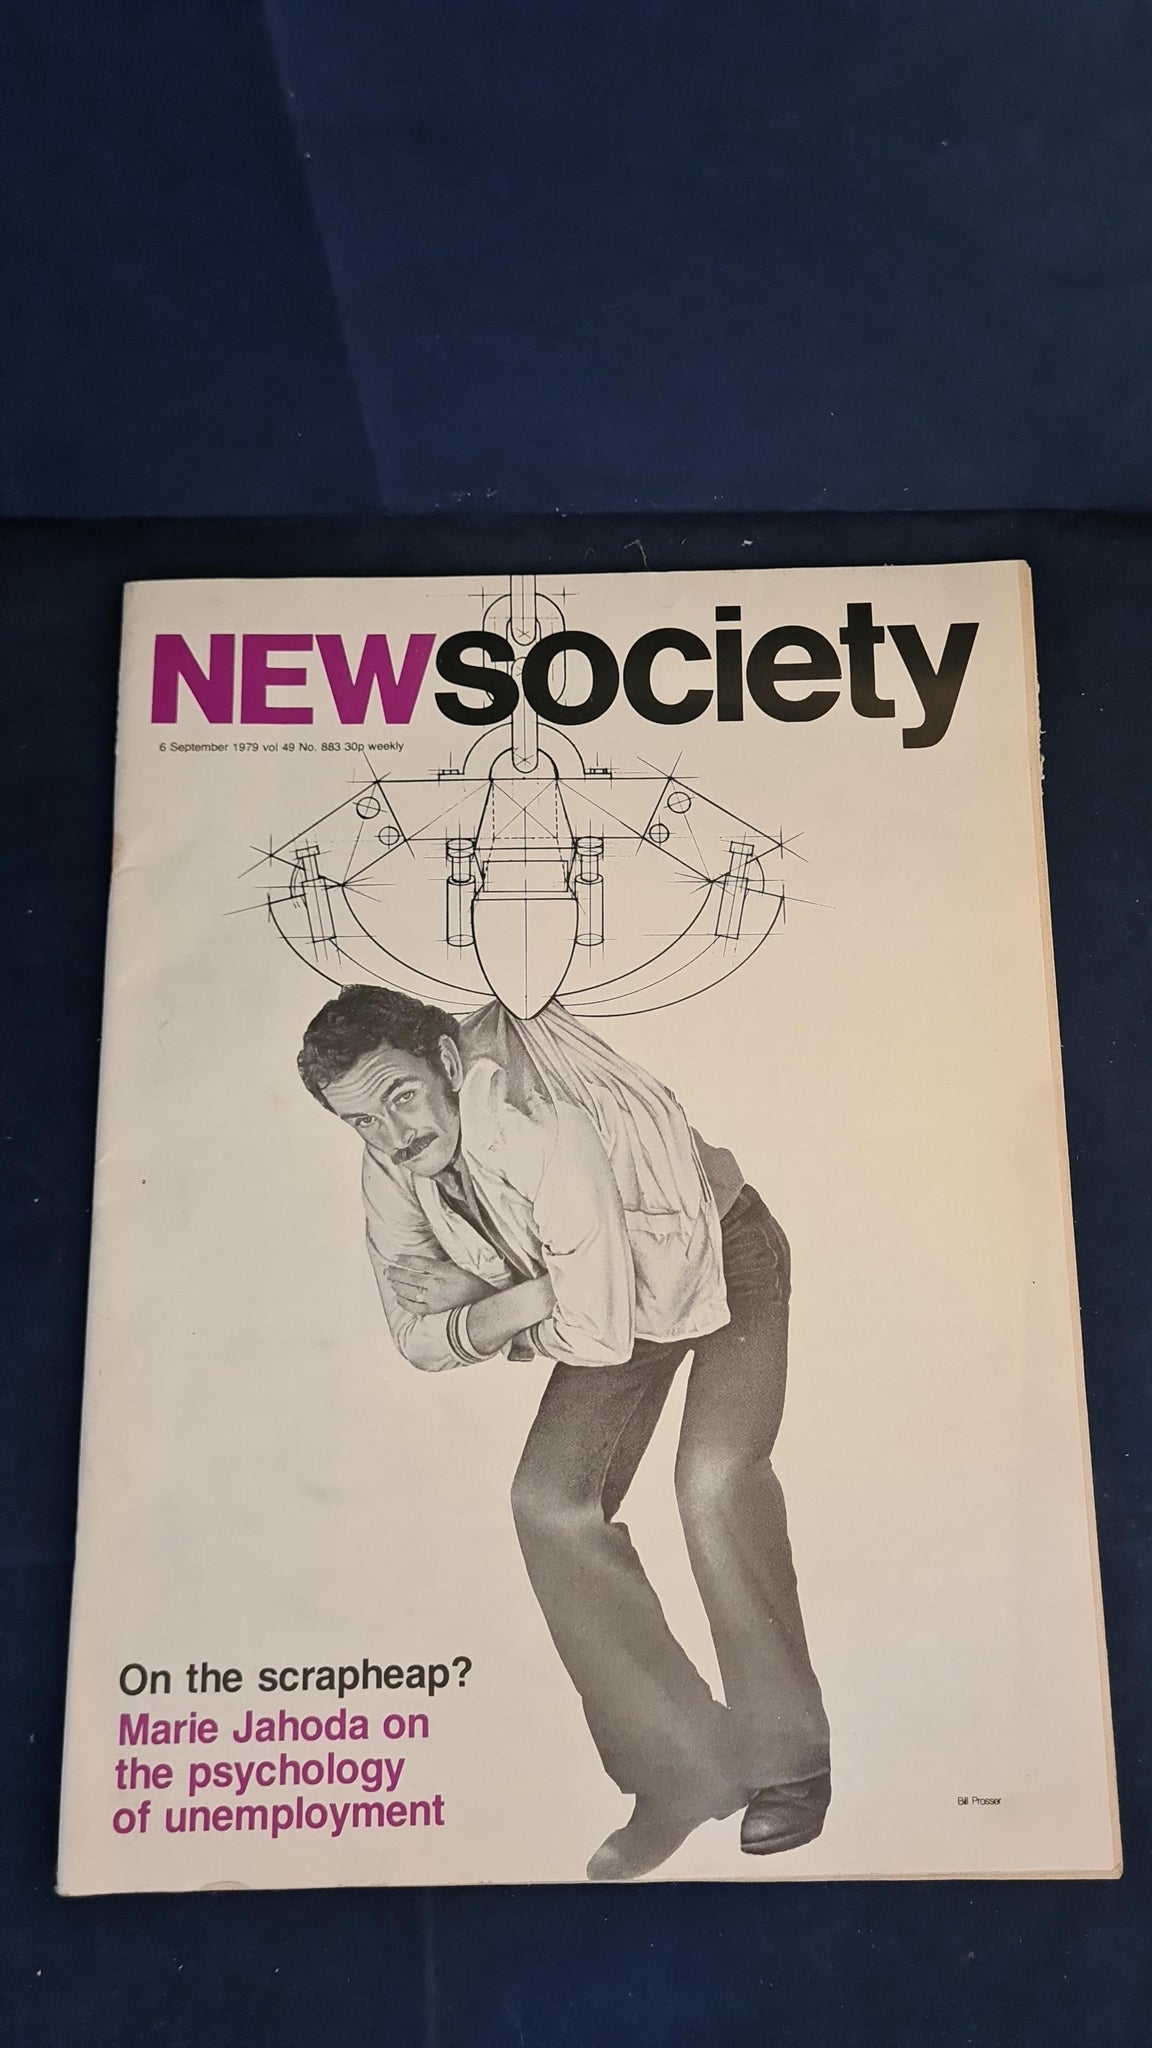 NEWsociety
6 September 1979 vol 49 No. 883 30p weekly
On the scrapheap?
Marie Jahoda on
the psychology
of unemployment
Bill Prosser